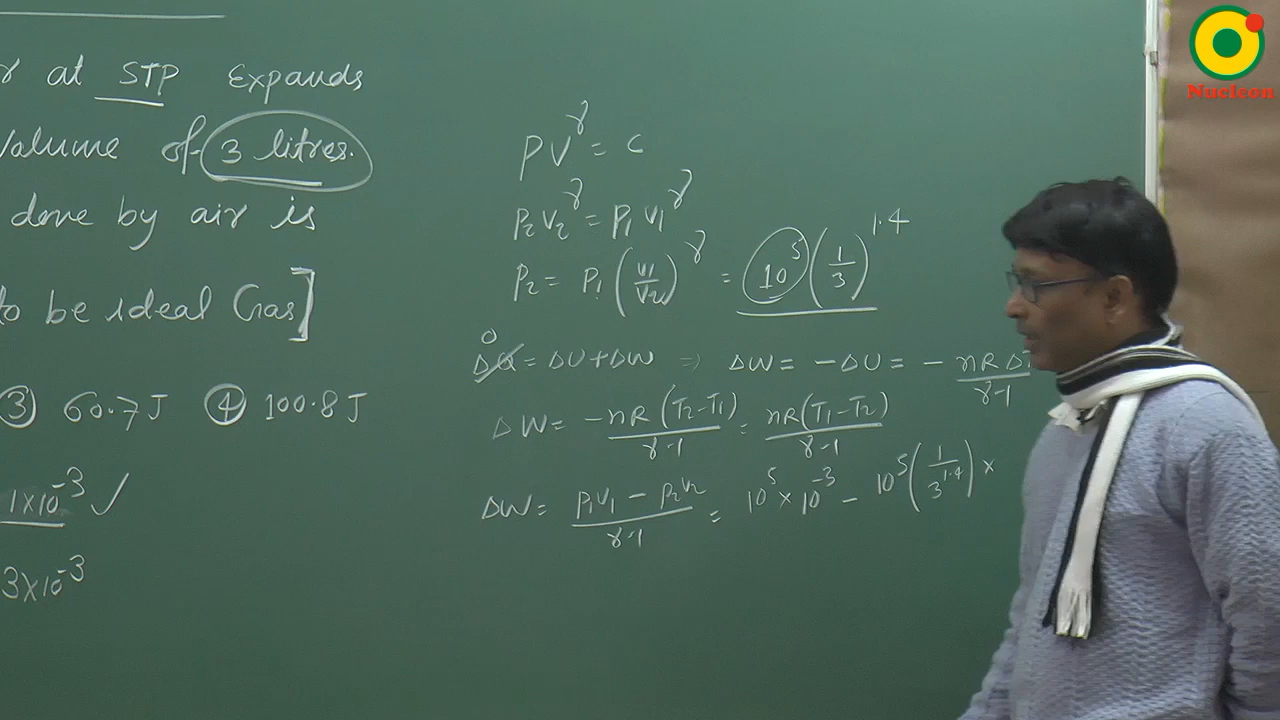 r at STP Expands
Volume of 3 litres.
done by air is
to be ideal Gas]
③ 60.7J ④ 100.8J
1×10⁻³ ✓
3×10⁻³
PV^γ = C
P₂V₂^γ = P₁V₁^γ
P₂ = P₁(V₁/V₂)^γ = 10⁵(1/3)^1.4
0
ΔQ = ΔU + ΔW ⇒ ΔW = −ΔU = − nRΔT/γ-1
ΔW = −nR(T₂−T₁)/γ-1 = nR(T₁−T₂)/γ-1
ΔW = P₁V₁ − P₂V₂/γ-1 = 10⁵ × 10⁻³ − 10⁵(1/3^1.4) ×
Nucleon